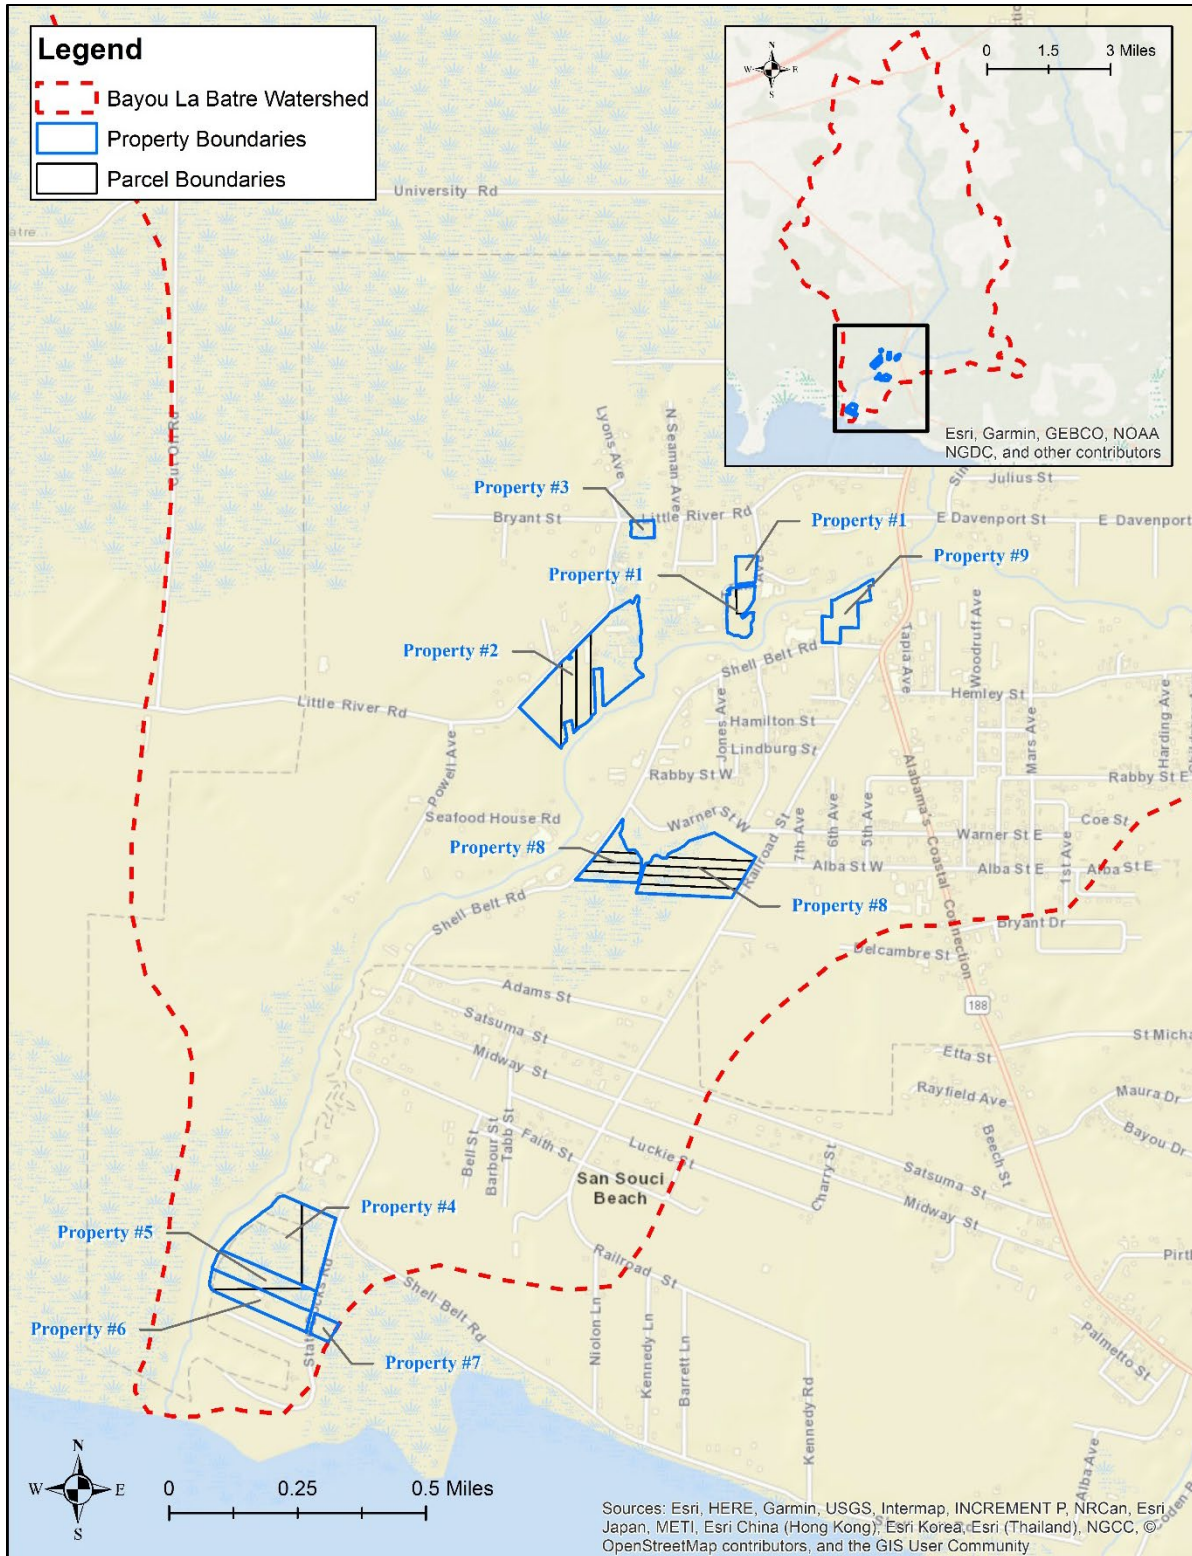 Legend
Bayou La Batre Watershed
Property Boundaries
Parcel Boundaries
N
W E
S
0 1.5 3 Miles
Esri, Garmin, GEBCO, NOAA
NGDC, and other contributors
University Rd
atre
Cut Off Rd
Lyons Ave
N Seaman Ave
Julius St
Property #3
Bryant St
Little River Rd
Property #1
E Davenport St
E Davenport
Property #1
Ave
Property #9
Property #2
Shell Belt Rd
Tapia Ave
Woodruff Ave
Hemley St
Mars Ave
Harding Ave
Little River Rd
S Powell Ave
Jones Ave
Hamilton St
Lindburg St
Rabby St W
Rabby St E
Alabama's Coastal Connection
Seafood House Rd
Warner St W
Railroad St
7th Ave
6th Ave
5th Ave
Warner St E
Coe St
1st Ave
Property #8
Alba St W
Alba St E
Alba St E
Property #8
Shell Belt Rd
Bryant Dr
Delcambre St
188
Adams St
Satsuma St
Midway St
St Micha
Etta St
Rayfield Ave
Maura Dr
Bayou Dr
Beech St
Bell St
Barbour St
Tabb St
Faith St
Luckie St
Charry St
Satsuma St
Midway St
San Souci
Beach
Property #4
Property #5
Railroad St
Pirtl
Property #6
Property #7
Shell Belt Rd
Niolon Ln
Kennedy Ln
Barrett Ln
Kennedy Rd
Palmetto St
Alba Ave
N
W E
S
0 0.25 0.5 Miles
Sources: Esri, HERE, Garmin, USGS, Intermap, INCREMENT P, NRCan, Esri
Japan, METI, Esri China (Hong Kong), Esri Korea, Esri (Thailand), NGCC, ©
OpenStreetMap contributors, and the GIS User Community